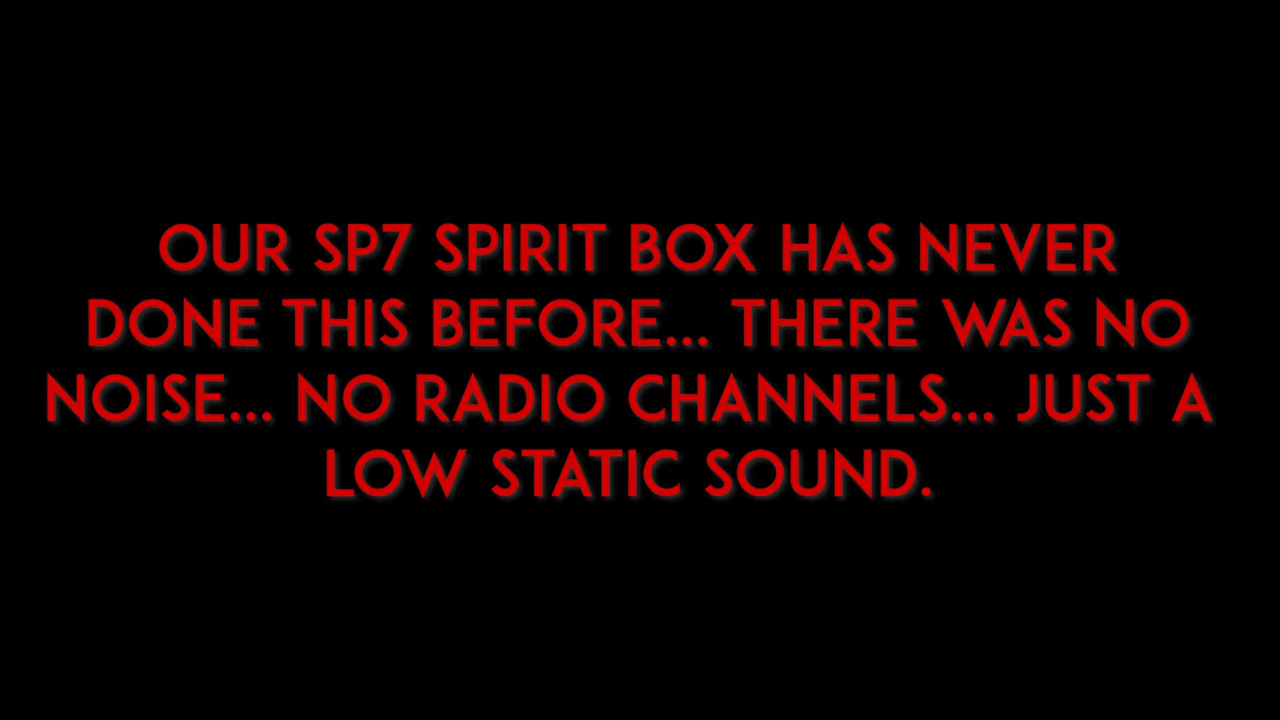 OUR SP7 SPIRIT BOX HAS NEVER
DONE THIS BEFORE... THERE WAS NO
NOISE... NO RADIO CHANNELS... JUST A
LOW STATIC SOUND.